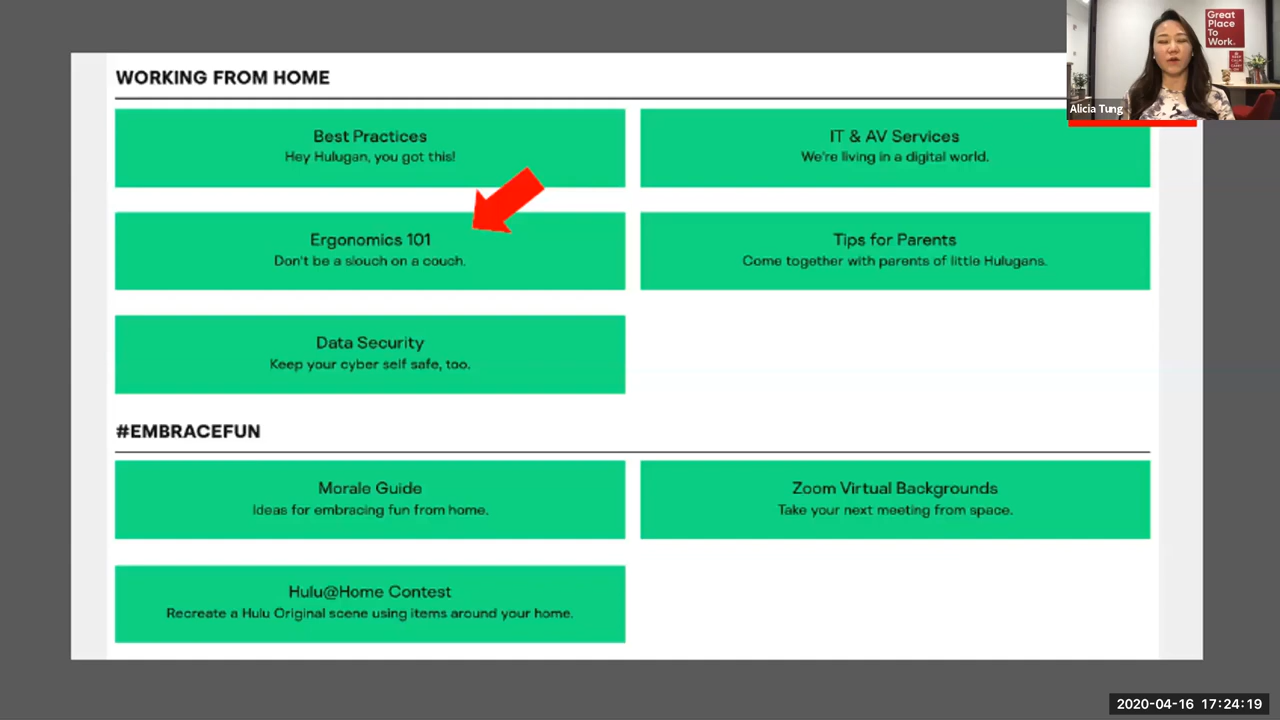 WORKING FROM HOME
Best Practices
Hey Hulugan, you got this!
IT & AV Services
We're living in a digital world.
Ergonomics 101
Don't be a slouch on a couch.
Tips for Parents
Come together with parents of little Hulugans.
Data Security
Keep your cyber self safe, too.
#EMBRACEFUN
Morale Guide
Ideas for embracing fun from home.
Zoom Virtual Backgrounds
Take your next meeting from space.
Hulu@Home Contest
Recreate a Hulu Original scene using items around your home.
Great
Place
To
Work.
Alicia Tung
2020-04-16 17:24:19